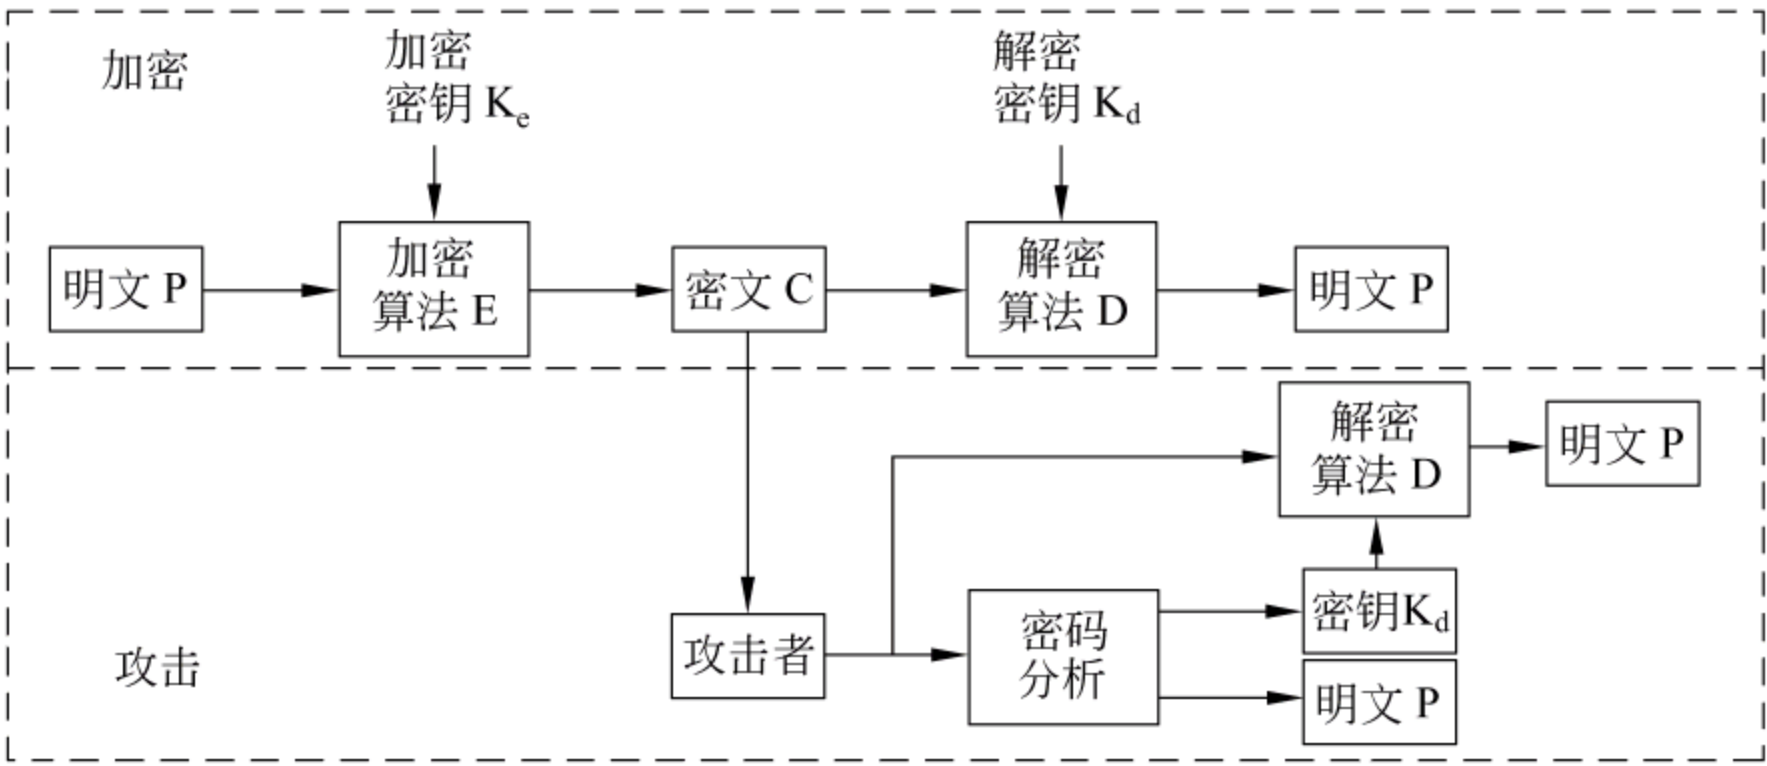 加密
加密
密钥 Ke
解密
密钥 Kd
明文 P
加密
算法 E
密文 C
解密
算法 D
明文 P
解密
算法 D
明文 P
攻击
攻击者
密码
分析
密钥Kd
明文 P